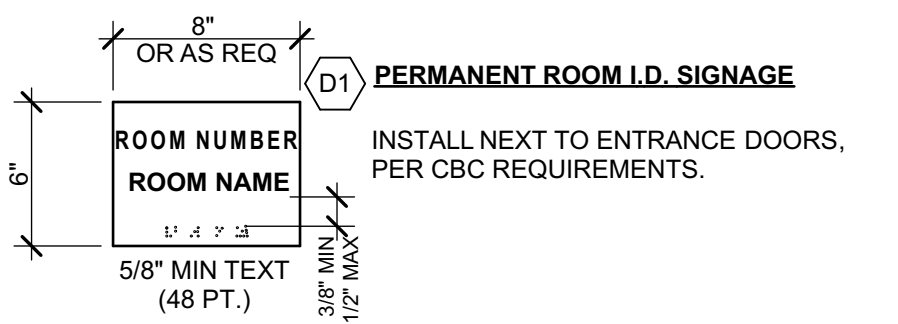 8"
OR AS REQ
D1
PERMANENT ROOM I.D. SIGNAGE
6"
ROOM NUMBER
ROOM NAME
INSTALL NEXT TO ENTRANCE DOORS,
PER CBC REQUIREMENTS.
5/8" MIN TEXT
(48 PT.)
3/8" MIN
1/2" MAX